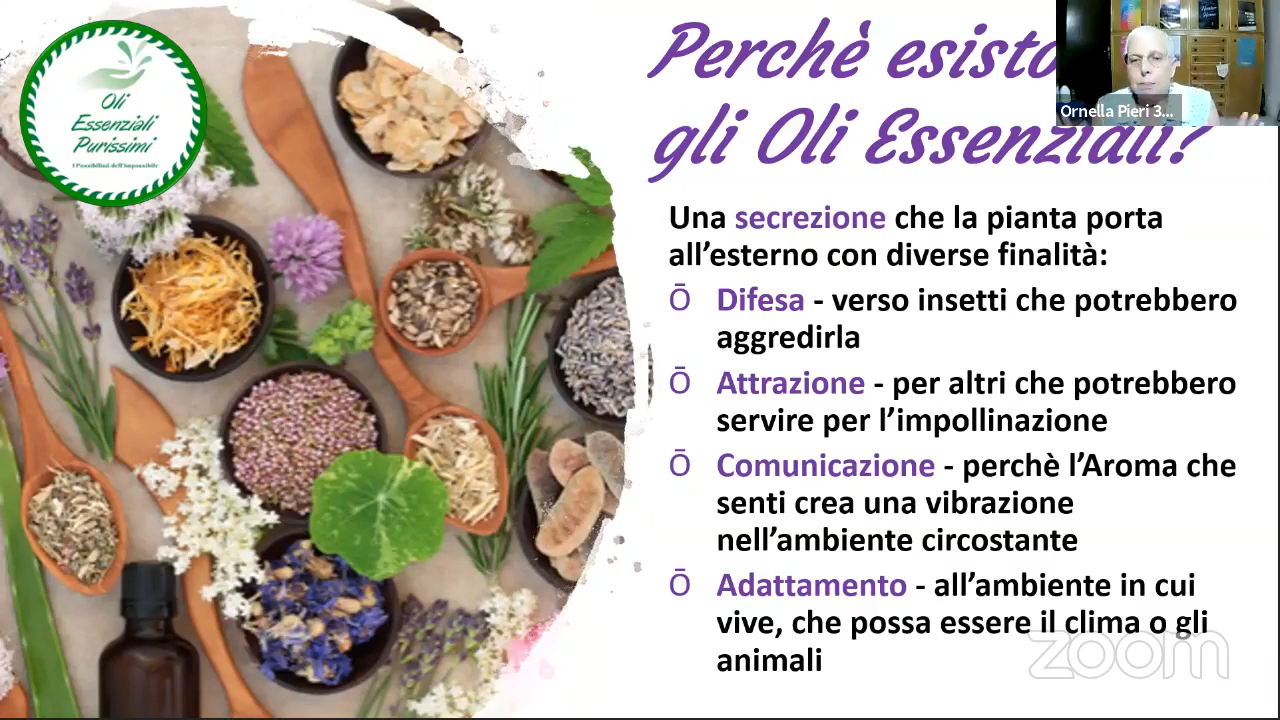 Perchè esisto
gli Oli Essenziali?
Ornella Pieri 3...
Oli
Essenziali
Purissimi
I Possibilisti dell'impossibile
Una secrezione che la pianta porta
all'esterno con diverse finalità:
Ō Difesa - verso insetti che potrebbero
aggredirla
Ō Attrazione - per altri che potrebbero
servire per l'impollinazione
Ō Comunicazione - perchè l'Aroma che
senti crea una vibrazione
nell'ambiente circostante
Ō Adattamento - all'ambiente in cui
vive, che possa essere il clima o gli
animali
zoom